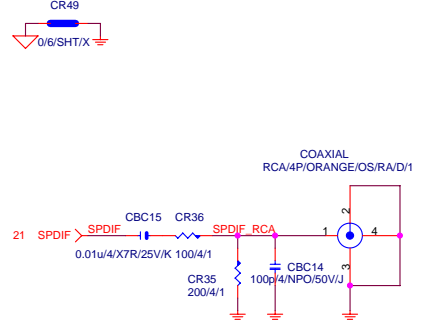 CR49
0/6/SHT/X
COAXIAL
RCA/4P/ORANGE/OS/RA/D/1
2
CBC15 CR36
21 SPDIF SPDIF SPDIF_RCA 1 4
0.01u/4/X7R/25V/K 100/4/1
3
CR35 CBC14
200/4/1 100p/4/NPO/50V/J